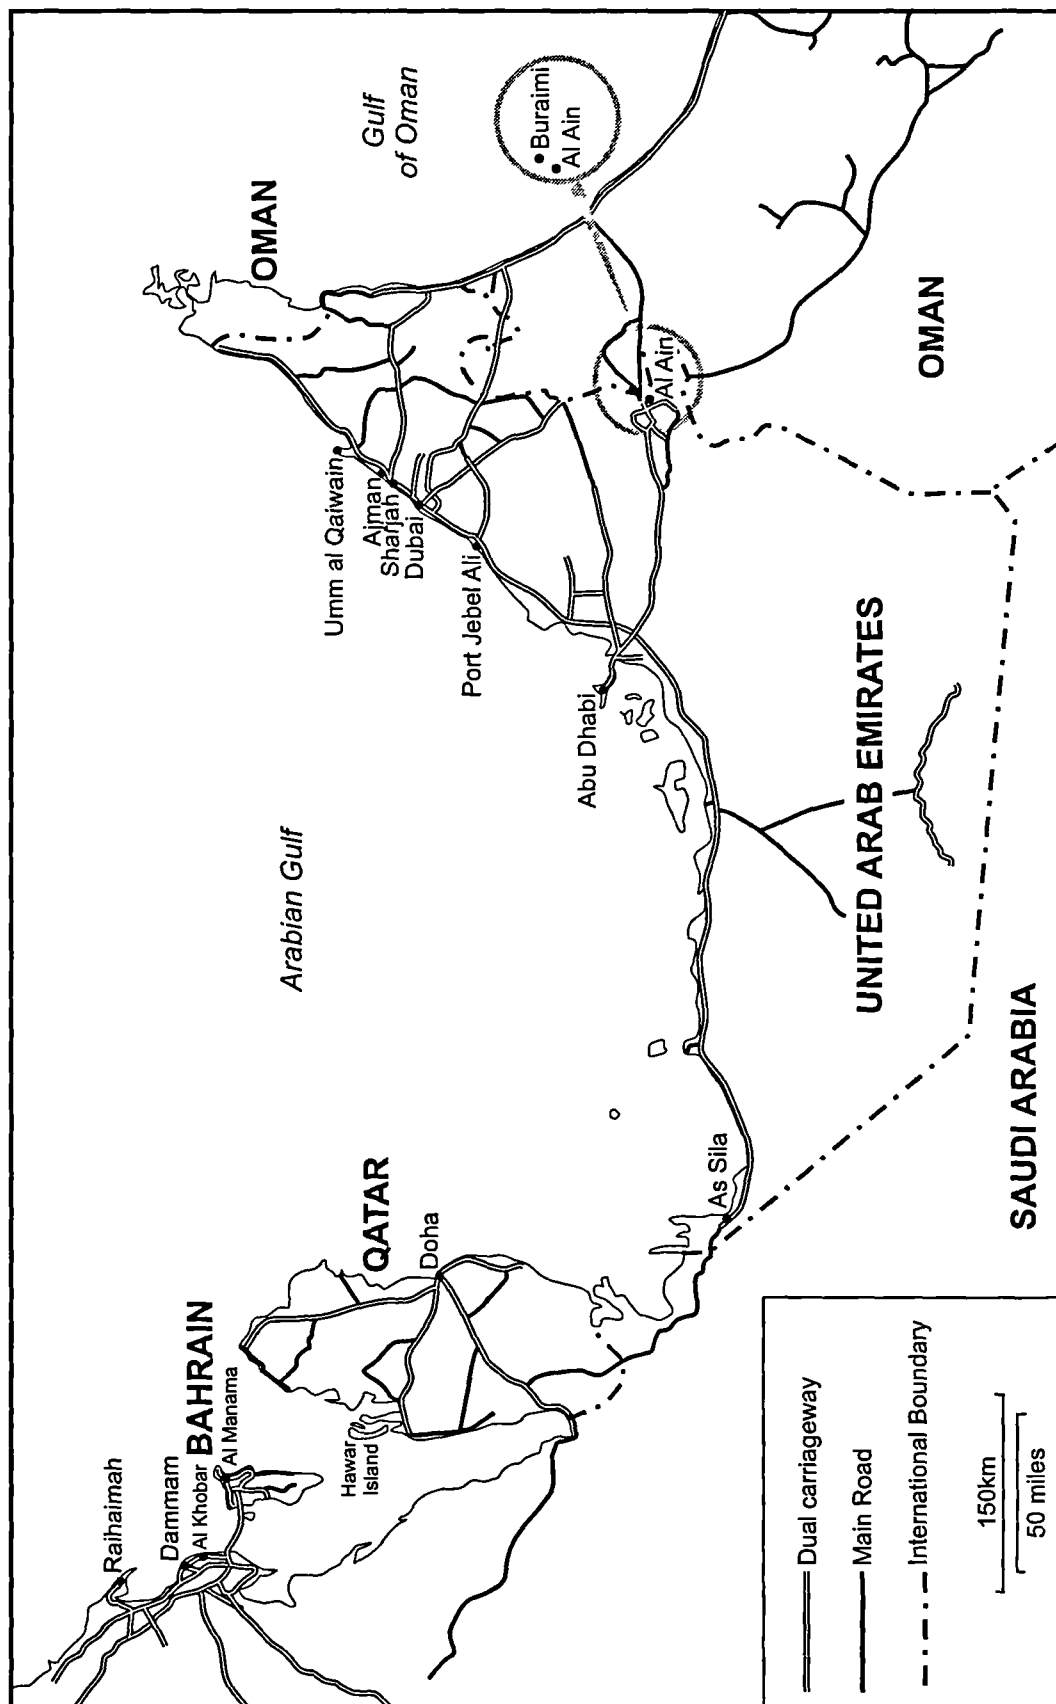 Raihaimah
Dammam
Al Khobar
BAHRAIN
Al Manama
Hawar
Island
QATAR
Doha
As Sila
Arabian Gulf
Umm al Qaiwain
Ajman
Sharjah
Dubai
Port Jebel Ali
Abu Dhabi
OMAN
Gulf
of Oman
Buraimi
Al Ain
Al Ain
OMAN
UNITED ARAB EMIRATES
SAUDI ARABIA
Dual carriageway
Main Road
International Boundary
150km
50 miles